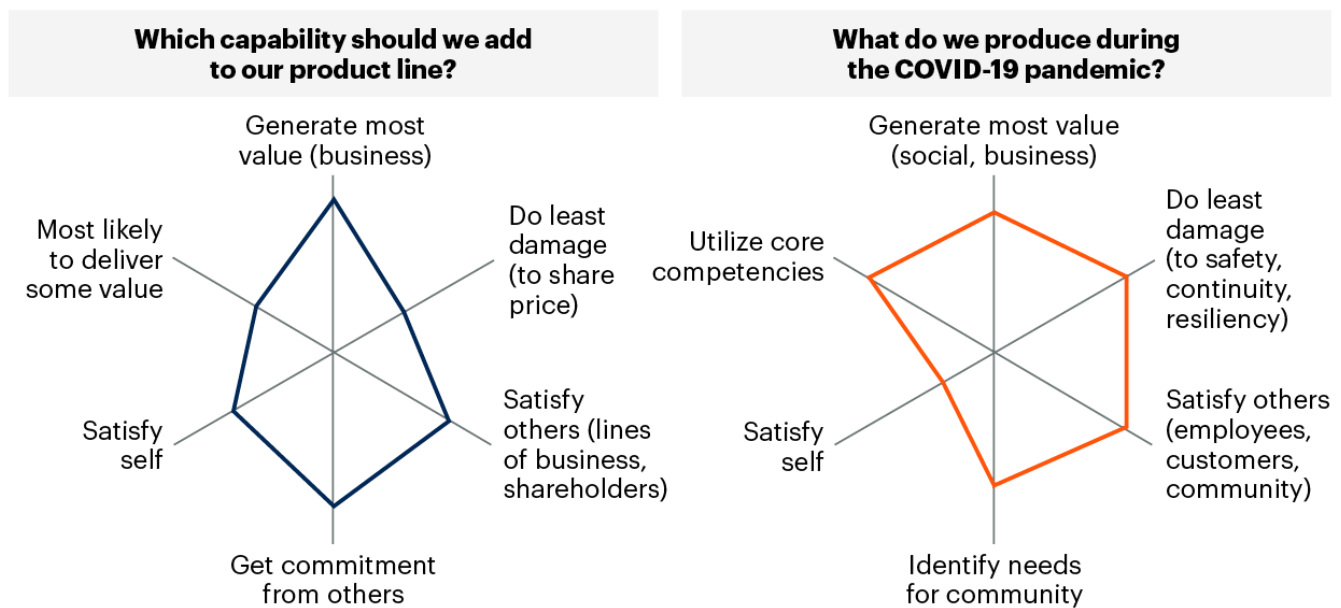 Which capability should we add
to our product line?
Generate most
value (business)
Do least
damage
(to share
price)
Satisfy
others (lines
of business,
shareholders)
Get commitment
from others
Satisfy
self
Most likely
to deliver
some value
What do we produce during
the COVID-19 pandemic?
Generate most value
(social, business)
Do least
damage
(to safety,
continuity,
resiliency)
Satisfy others
(employees,
customers,
community)
Identify needs
for community
Satisfy
self
Utilize core
competencies